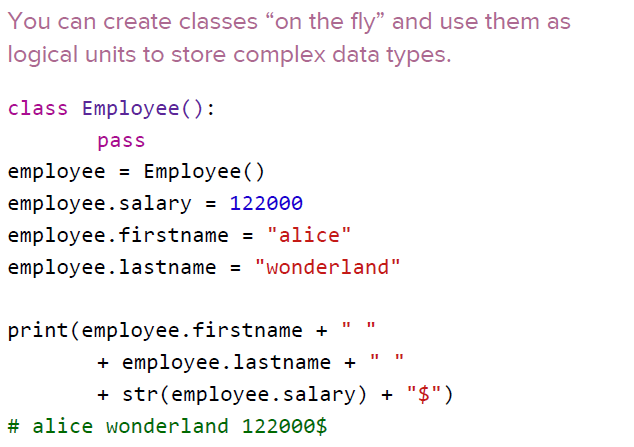 You can create classes “on the fly” and use them as
logical units to store complex data types.
class Employee():
pass
employee = Employee()
employee.salary = 122000
employee.firstname = "alice"
employee.lastname = "wonderland"
print(employee.firstname + " "
+ employee.lastname + " "
+ str(employee.salary) + "$")
# alice wonderland 122000$